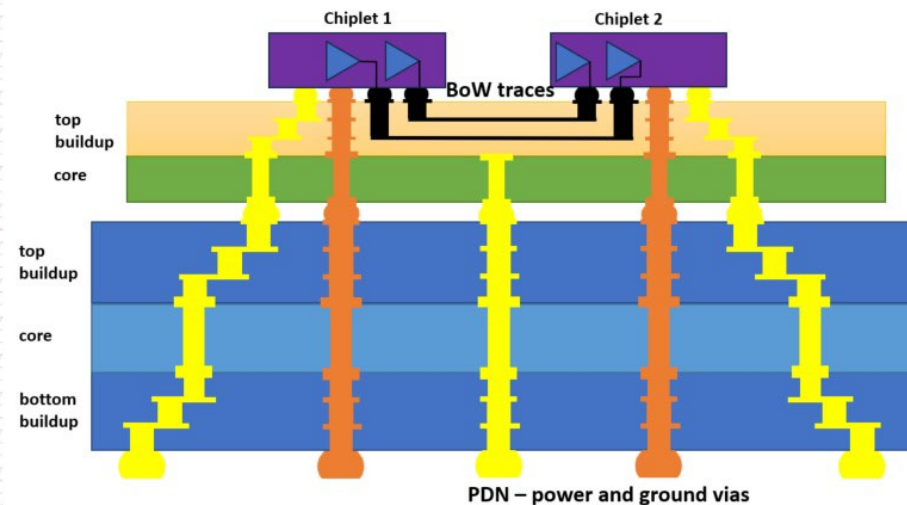 Chiplet 1
Chiplet 2
BoW traces
top
buildup
core
top
buildup
core
bottom
buildup
PDN – power and ground vias